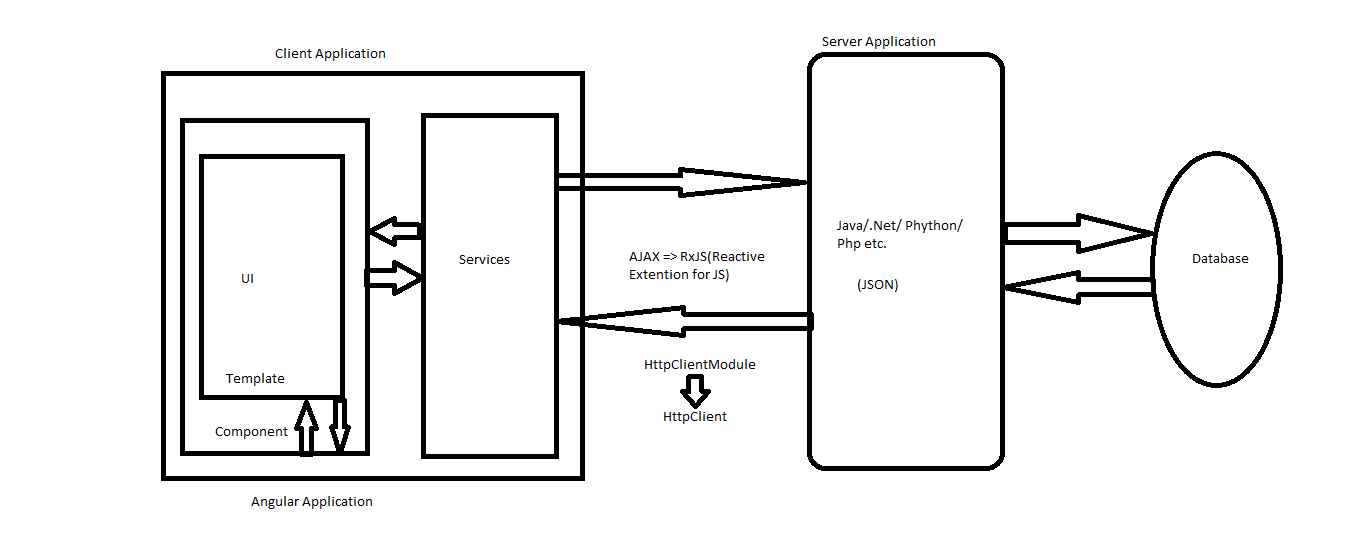 Client Application
Server Application
UI
Template
Component
Services
Angular Application
AJAX => RxJS(Reactive
Extention for JS)
HttpClientModule
HttpClient
Java/.Net/ Phython/
Php etc.
(JSON)
Database